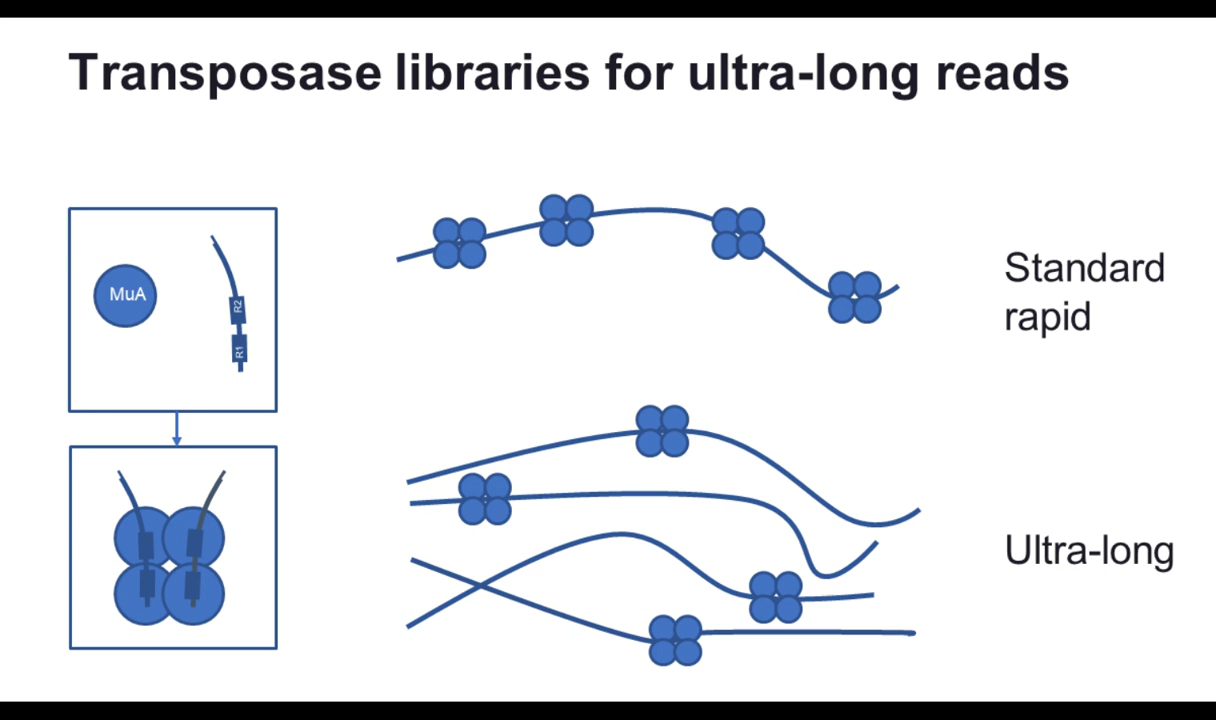 Transposase libraries for ultra-long reads
MuA
R2
R1
Standard
rapid
Ultra-long